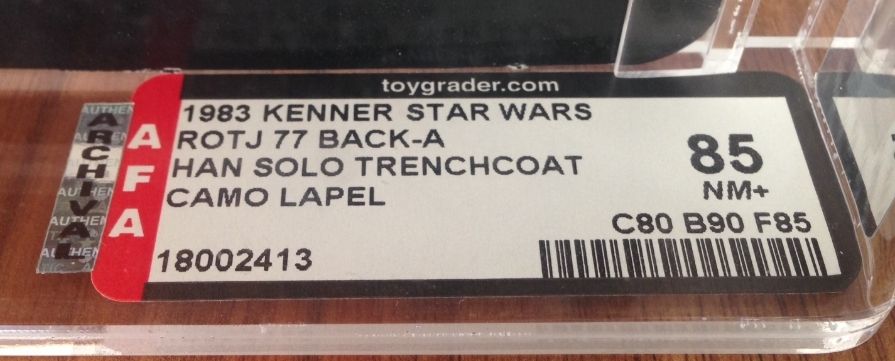 toygrader.com
1983 KENNER STAR WARS
ROTJ 77 BACK-A
HAN SOLO TRENCHCOAT
CAMO LAPEL
85
NM+
C80 B90 F85
18002413
AFA
ARCHIVAL